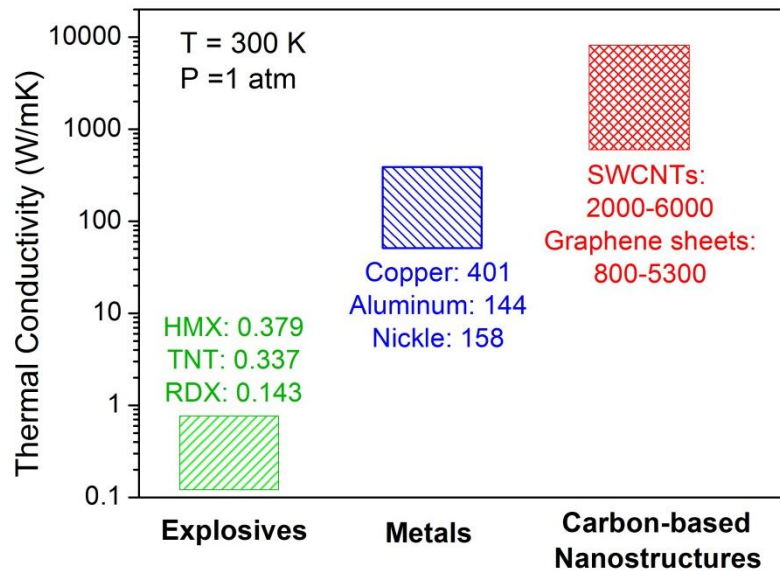 Thermal Conductivity (W/mK)
10000
1000
100
10
1
0.1
T = 300 K
P =1 atm
HMX: 0.379
TNT: 0.337
RDX: 0.143
Copper: 401
Aluminum: 144
Nickle: 158
SWCNTs:
2000-6000
Graphene sheets:
800-5300
Explosives
Metals
Carbon-based
Nanostructures